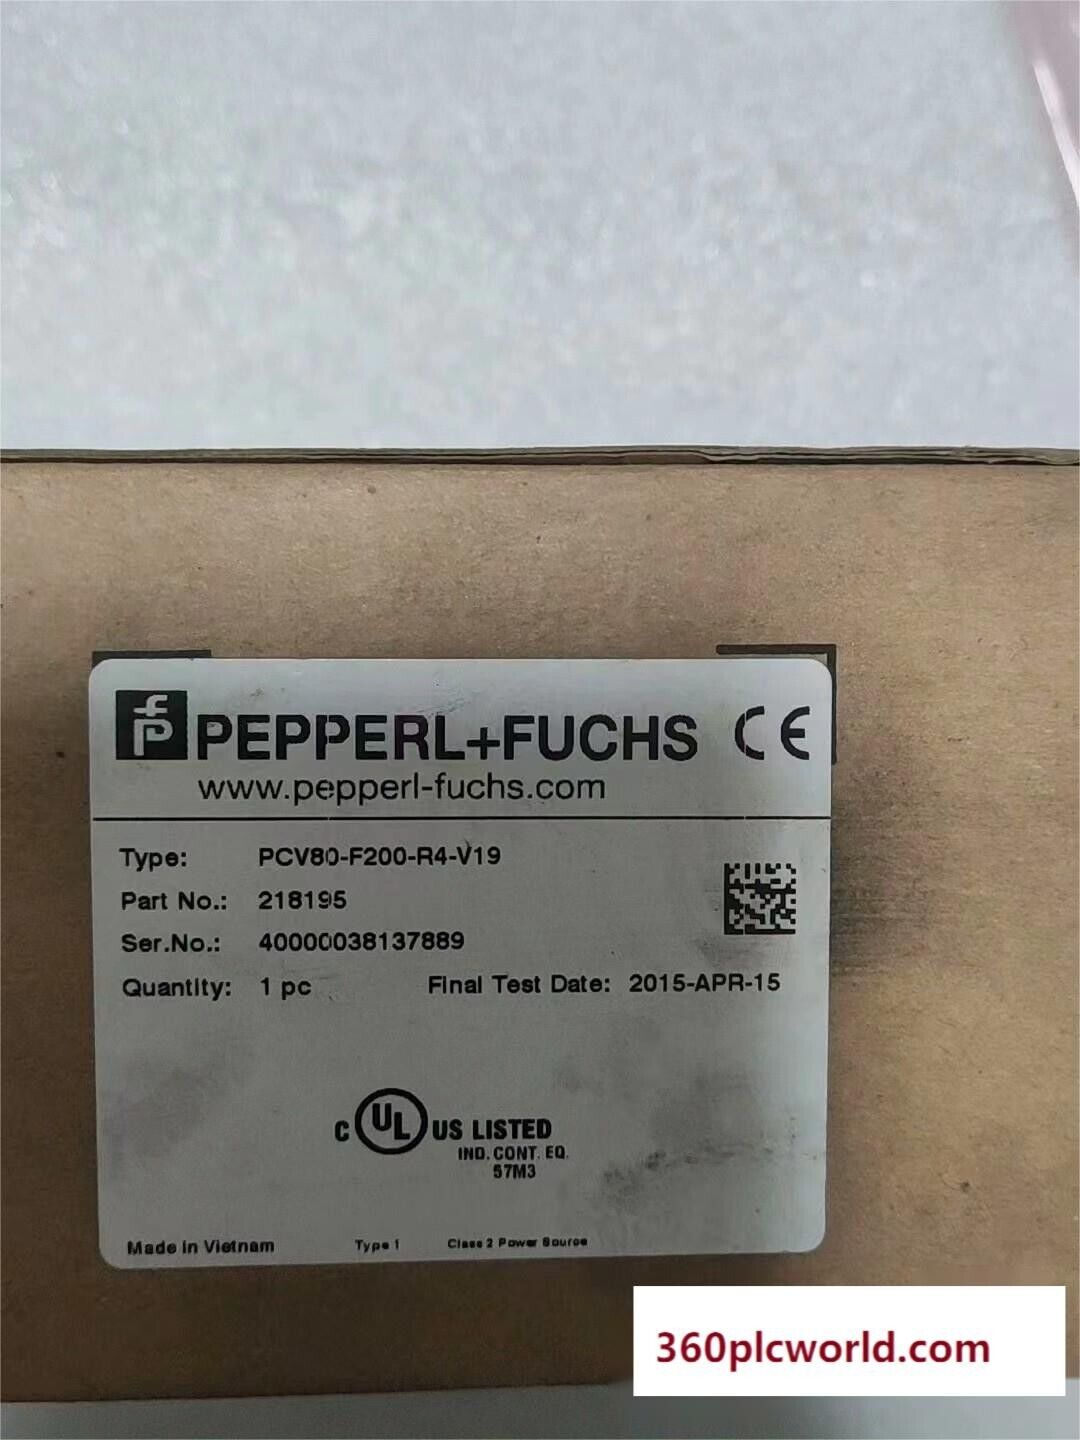 PEPPERL+FUCHS CE
www.pepperl-fuchs.com
Type: PCV80-F200-R4-V19
Part No.: 218195
Ser.No.: 40000038137889
Quantity: 1 pc Final Test Date: 2015-APR-15
C UL US LISTED
IND. CONT. EQ.
57M3
Made in Vietnam Type 1 Class 2 Power Source
360plcworld.com